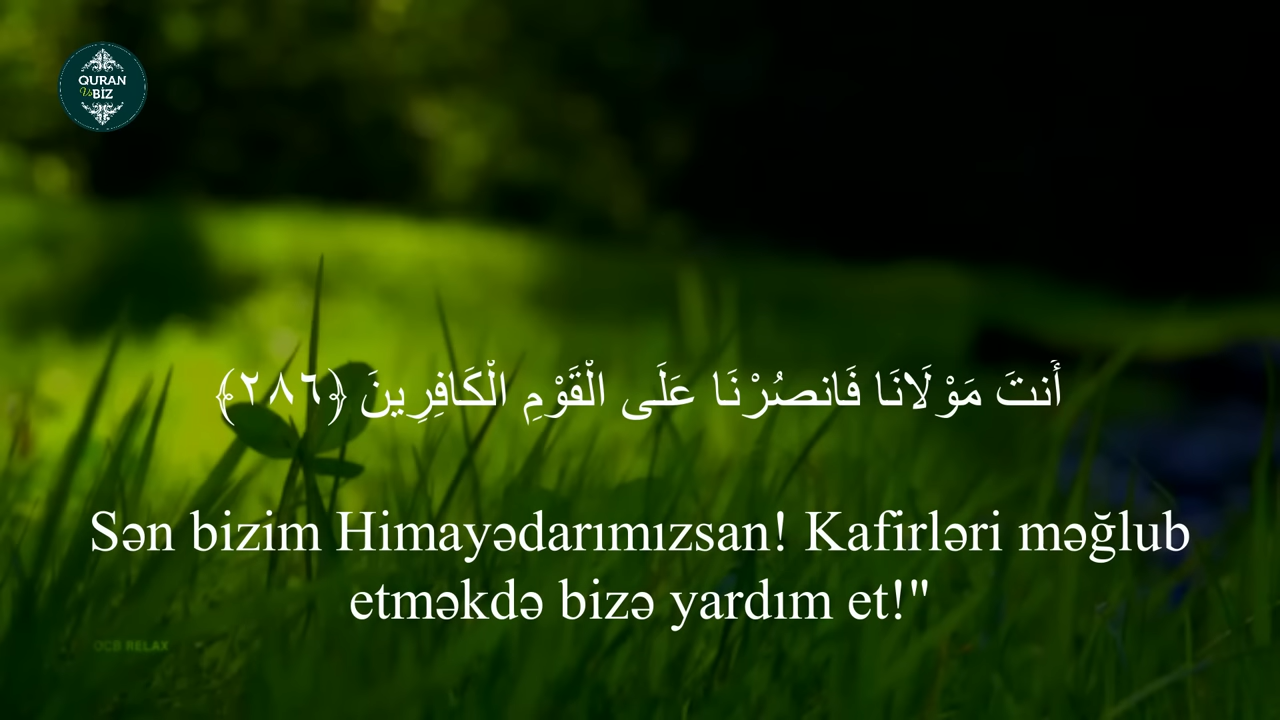 QURAN
Və BİZ
أَنتَ مَوْلَانَا فَانصُرْنَا عَلَى الْقَوْمِ الْكَافِرِينَ ﴿٢٨٦﴾
Sən bizim Himayədarımızsan! Kafirləri məğlub
etməkdə bizə yardım et!"
OCB RELAX